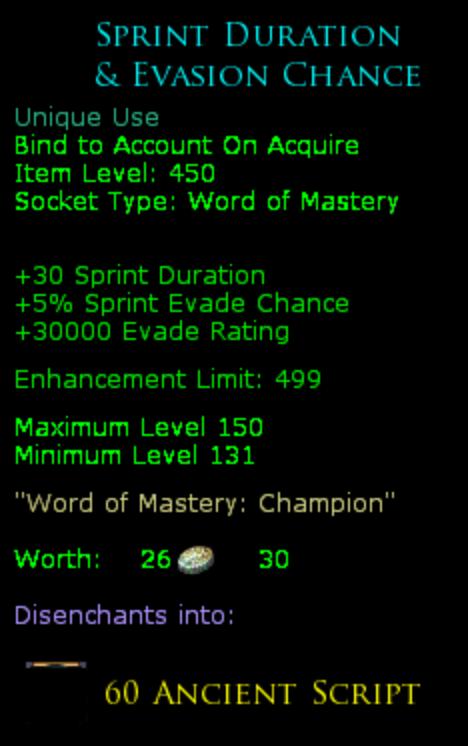 Sprint Duration
& Evasion Chance
Unique Use
Bind to Account On Acquire
Item Level: 450
Socket Type: Word of Mastery
+30 Sprint Duration
+5% Sprint Evade Chance
+30000 Evade Rating
Enhancement Limit: 499
Maximum Level 150
Minimum Level 131
"Word of Mastery: Champion"
Worth: 26 30
Disenchants into:
60 Ancient Script